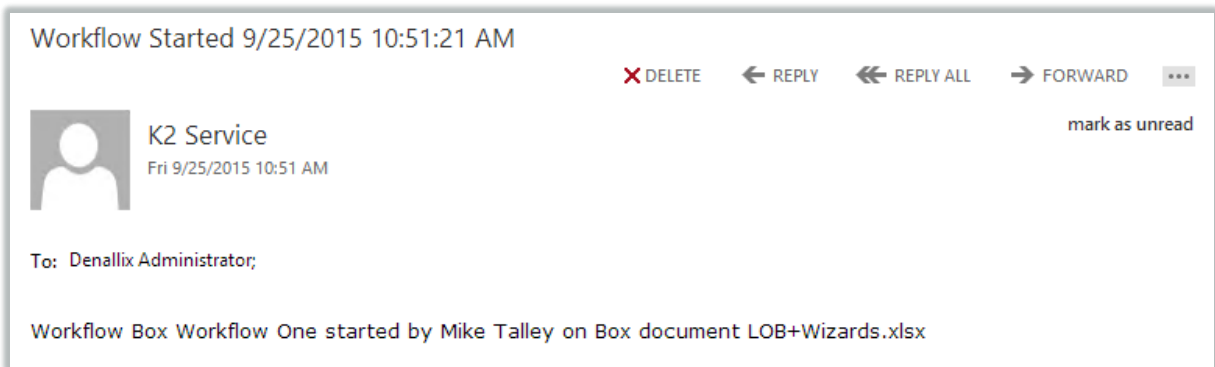 Workflow Started 9/25/2015 10:51:21 AM
DELETE REPLY REPLY ALL FORWARD ...
K2 Service
mark as unread
Fri 9/25/2015 10:51 AM
To: Denallix Administrator;
Workflow Box Workflow One started by Mike Talley on Box document LOB+Wizards.xlsx